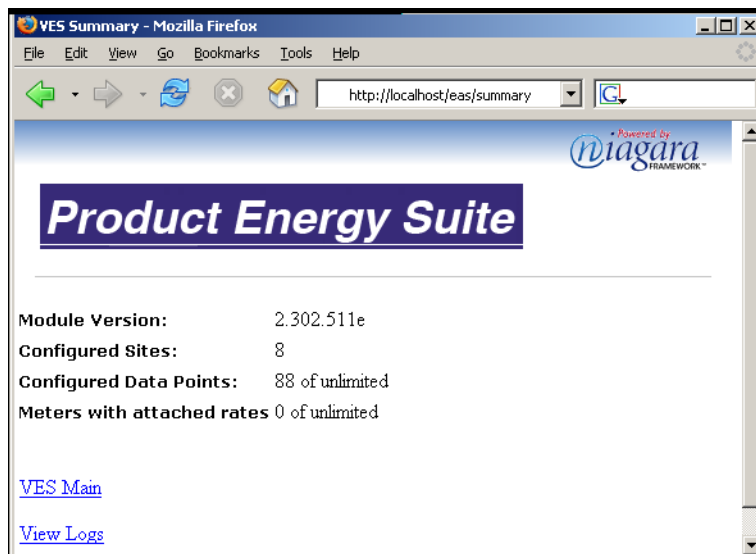 VES Summary - Mozilla Firefox
File Edit View Go Bookmarks Tools Help
http://localhost/eas/summary
G
Powered by
niagara
FRAMEWORK™
Product Energy Suite
Module Version: 2.302.511e
Configured Sites: 8
Configured Data Points: 88 of unlimited
Meters with attached rates 0 of unlimited
VES Main
View Logs